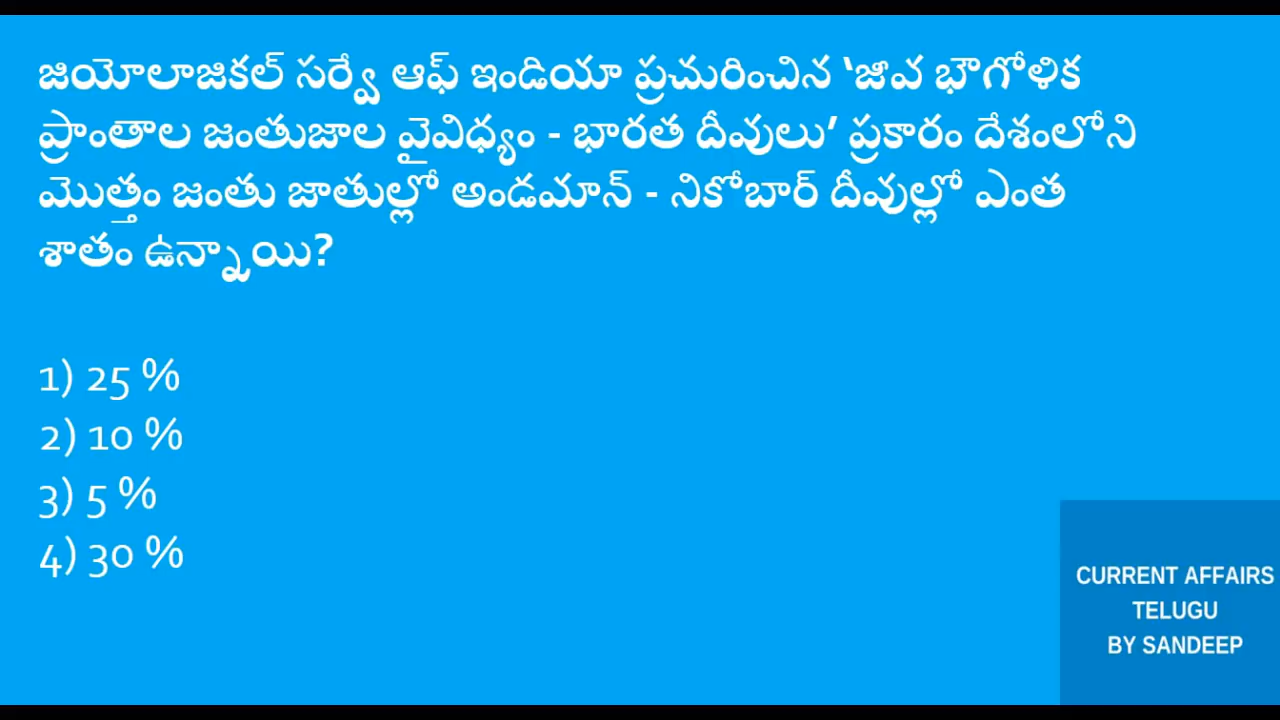 జియోలాజికల్ సర్వే ఆఫ్ ఇండియా ప్రచురించిన ‘జీవ భౌగోళిక
ప్రాంతాల జంతుజాల వైవిధ్యం - భారత దీవులు’ ప్రకారం దేశంలోని
మొత్తం జంతు జాతుల్లో అండమాన్ - నికోబార్ దీవుల్లో ఎంత
శాతం ఉన్నాయి?
1) 25 %
2) 10 %
3) 5 %
4) 30 %
CURRENT AFFAIRS
TELUGU
BY SANDEEP